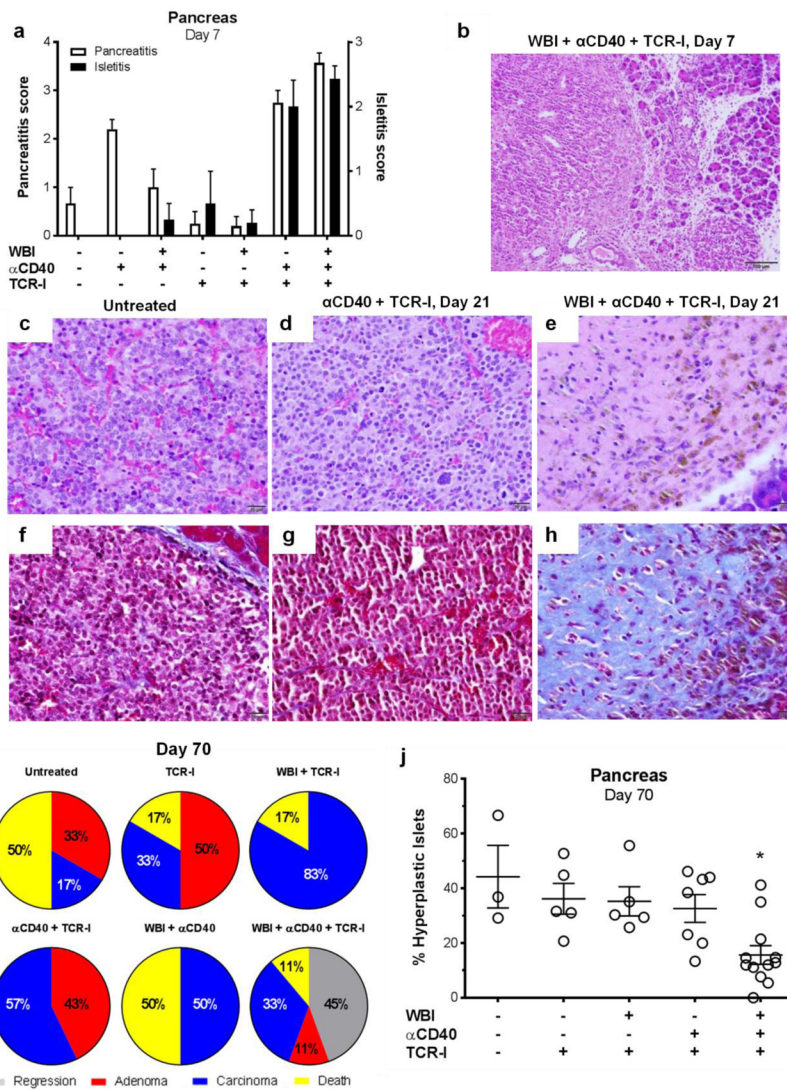 a
Pancreas
Day 7
4
3
2
1
0
Pancreatitis score
Pancreatitis
Isletitis
3
2
1
0
Isletitis score
WBI - - + - + - +
αCD40 - + + - - + +
TCR-I - - - + + + +
b
WBI + αCD40 + TCR-I, Day 7
Untreated
αCD40 + TCR-I, Day 21
WBI + αCD40 + TCR-I, Day 21
c
d
e
f
g
h
Day 70
Untreated
TCR-I
WBI + TCR-I
50%
33%
17%
17%
33%
50%
17%
83%
αCD40 + TCR-I
WBI + αCD40
WBI + αCD40 + TCR-I
57%
43%
50%
50%
11%
33%
45%
11%
Regression
Adenoma
Carcinoma
Death
j
Pancreas
Day 70
80
60
40
20
0
% Hyperplastic Islets
*
WBI - - + - +
αCD40 - - - + +
TCR-I - + + + +